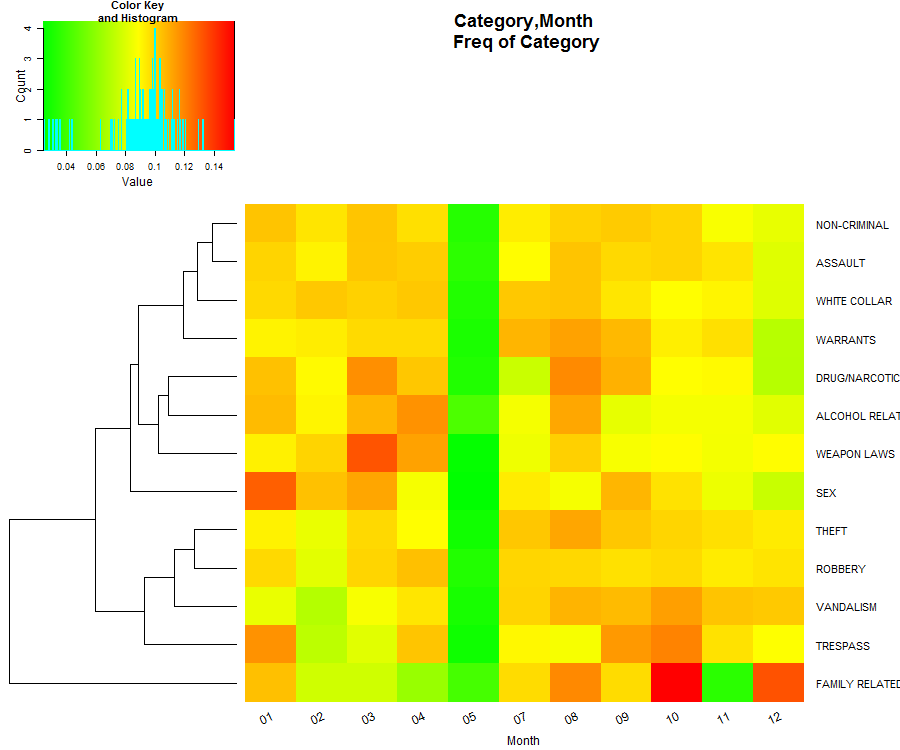 Color Key
and Histogram
Category,Month
Freq of Category
Count
0 1 2 3 4
0.04 0.06 0.08 0.1 0.12 0.14
Value
NON-CRIMINAL
ASSAULT
WHITE COLLAR
WARRANTS
DRUG/NARCOTIC
ALCOHOL RELAT
WEAPON LAWS
SEX
THEFT
ROBBERY
VANDALISM
TRESPASS
FAMILY RELATED
01 02 03 04 05 07 08 09 10 11 12
Month